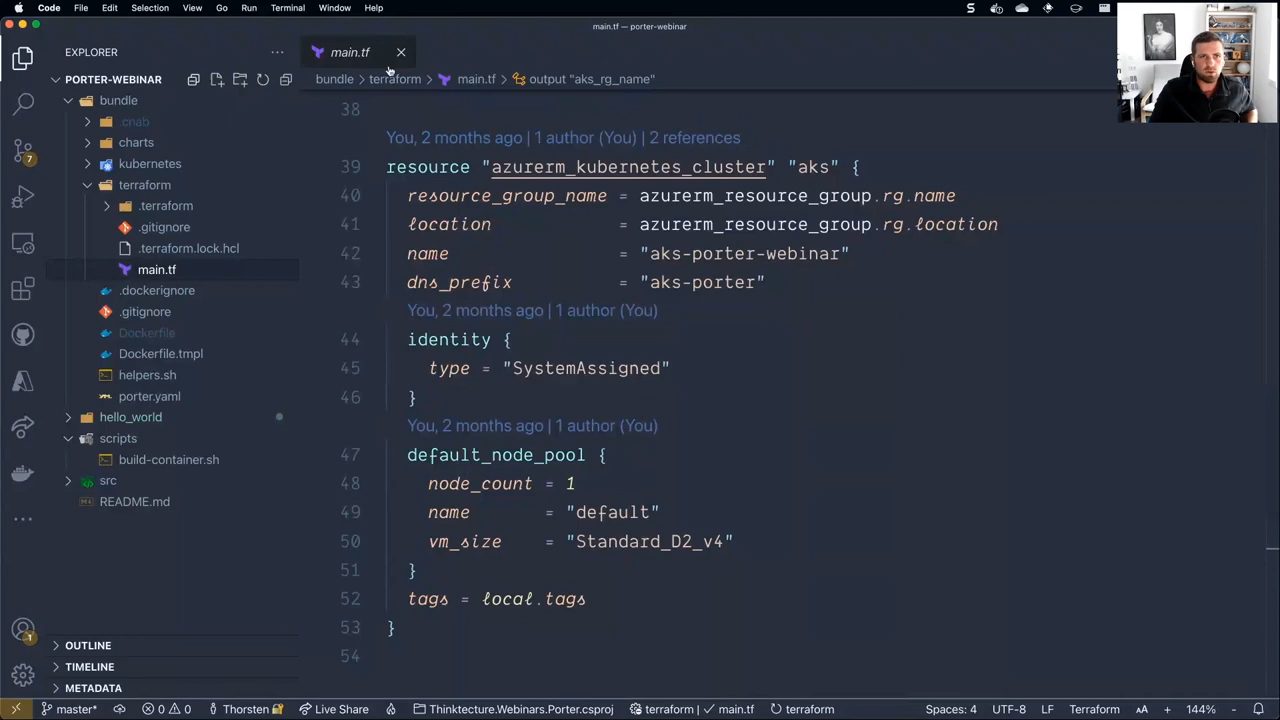 Code File Edit Selection View Go Run Terminal Window Help
main.tf — porter-webinar
EXPLORER
PORTER-WEBINAR
bundle
.cnab
charts
kubernetes
terraform
.terraform
.gitignore
.terraform.lock.hcl
main.tf
.dockerignore
.gitignore
Dockerfile
Dockerfile.tmpl
helpers.sh
porter.yaml
hello_world
scripts
build-container.sh
src
README.md
OUTLINE
TIMELINE
METADATA
7
1
main.tf
bundle > terraform > main.tf > output "aks_rg_name"
38
You, 2 months ago | 1 author (You) | 2 references
39 resource "azurerm_kubernetes_cluster" "aks" {
40 resource_group_name = azurerm_resource_group.rg.name
41 location = azurerm_resource_group.rg.location
42 name = "aks-porter-webinar"
43 dns_prefix = "aks-porter"
You, 2 months ago | 1 author (You)
44 identity {
45 type = "SystemAssigned"
46 }
You, 2 months ago | 1 author (You)
47 default_node_pool {
48 node_count = 1
49 name = "default"
50 vm_size = "Standard_D2_v4"
51 }
52 tags = local.tags
53 }
54
master* 0 0 Thorsten Live Share Thinktecture.Webinars.Porter.csproj terraform | main.tf terraform Spaces: 4 UTF-8 LF Terraform AA 144%